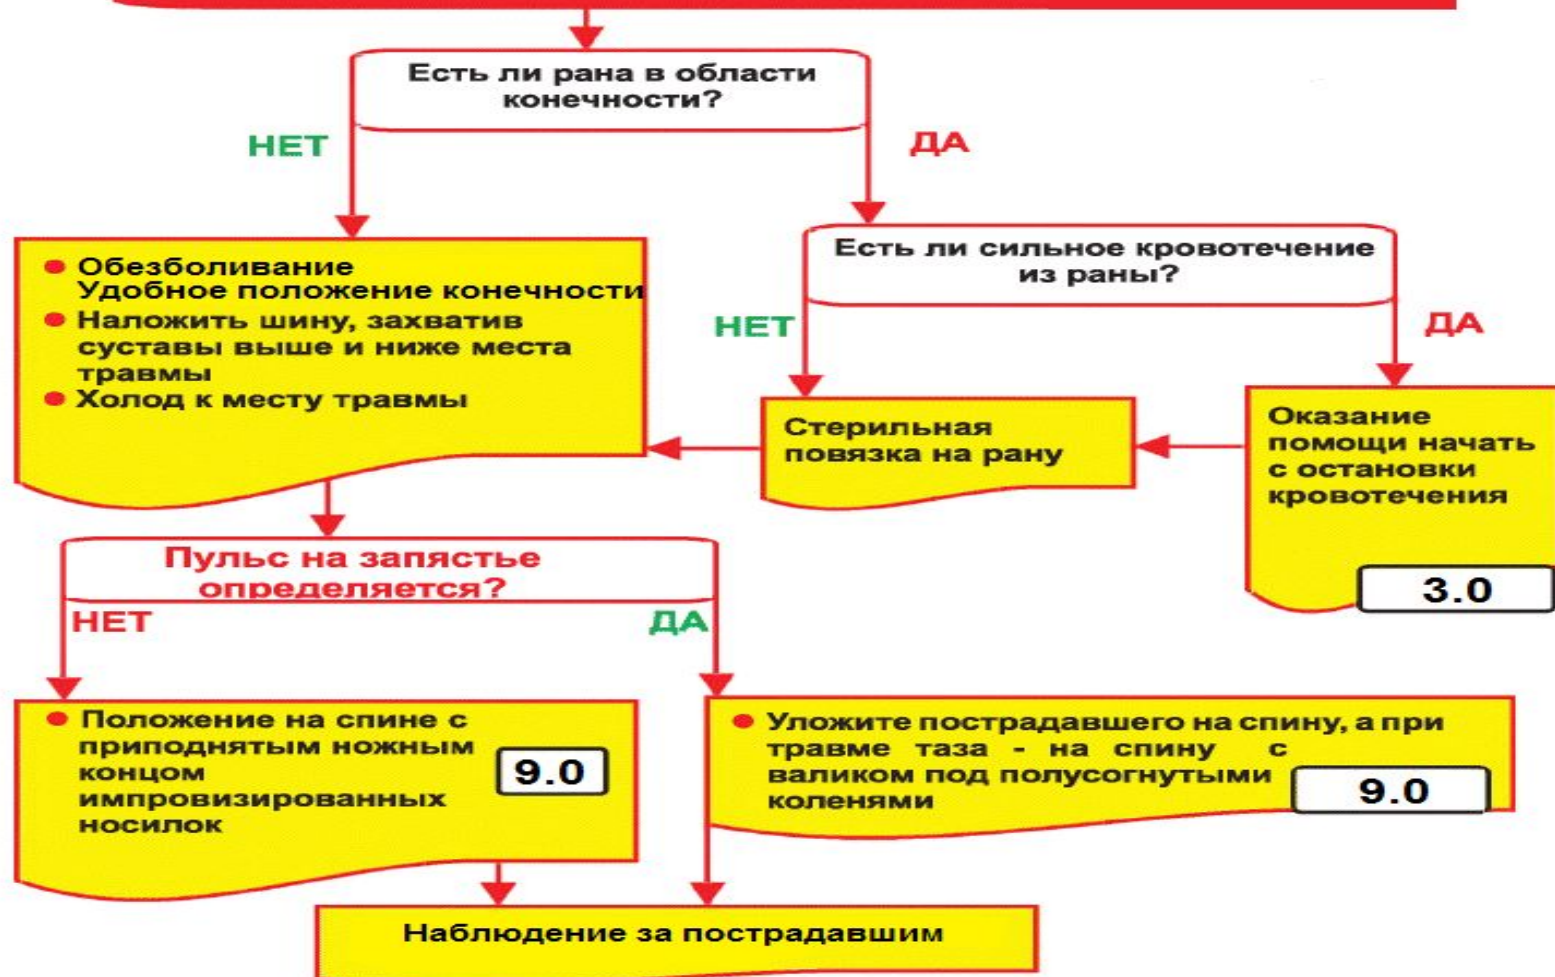 Есть ли рана в области
конечности?
НЕТ
ДА
Есть ли сильное кровотечение
из раны?
НЕТ
ДА
● Обезболивание
Удобное положение конечности
● Наложить шину, захватив
суставы выше и ниже места
травмы
● Холод к месту травмы
Стерильная
повязка на рану
Оказание
помощи начать
с остановки
кровотечения
3.0
Пульс на запястье
определяется?
НЕТ
ДА
● Положение на спине с
приподнятым ножным
концом
импровизированных
носилок
9.0
● Уложите пострадавшего на спину, а при
травме таза - на спину с
валиком под полусогнутыми
коленями
9.0
Наблюдение за пострадавшим